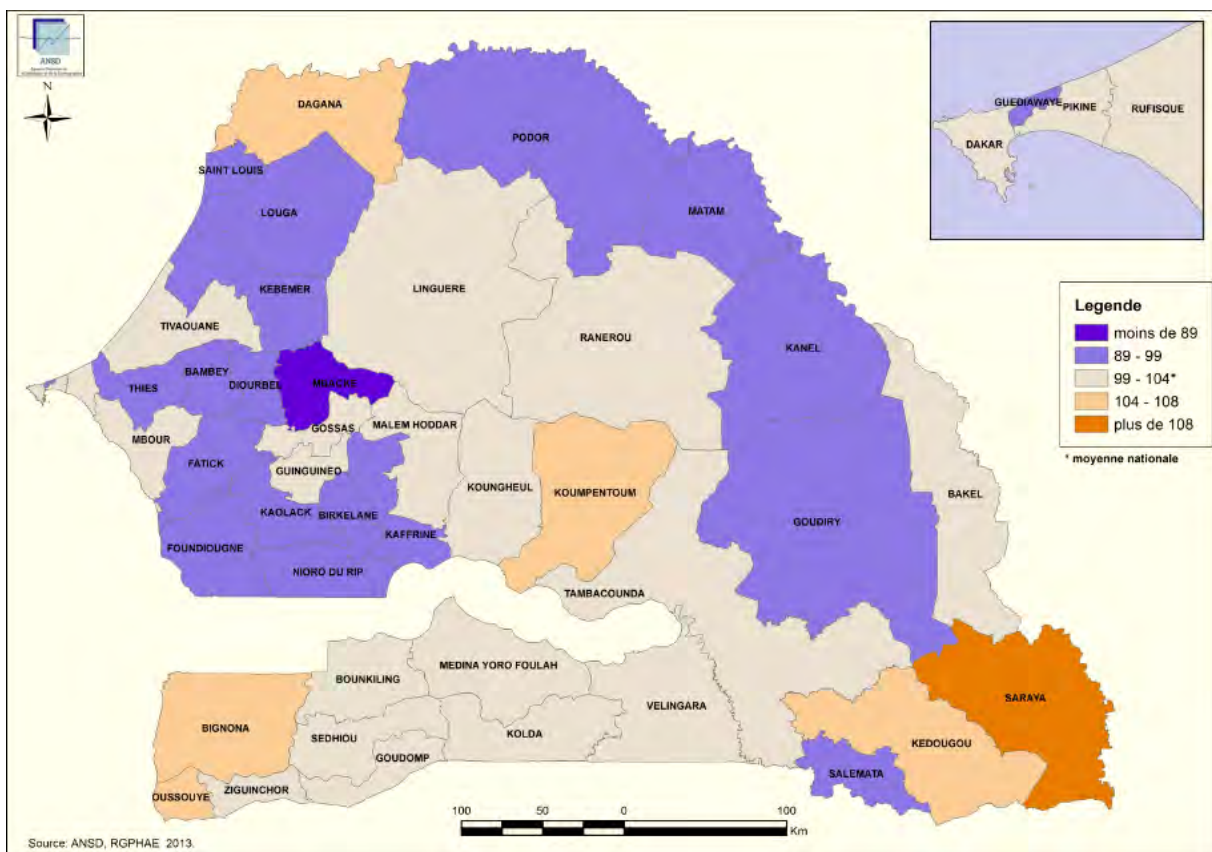 ANSD
N
DAGANA
PODOR
SAINT LOUIS
LOUGA
MATAM
KEBEMER
LINGUERE
TIVAOUANE
RANEROU
KANEL
BAMBEY
THIES
DIOURBEL
MBACKE
MBOUR
GOSSAS
MALEM HODDAR
FATICK
GUINGUINEO
KOUNGHEUL
KOUMPENTOUM
BAKEL
KAOLACK
BIRKELANE
GOUDIRY
KAFFRINE
FOUNDIOUGNE
NIORO DU RIP
TAMBACOUNDA
MEDINA YORO FOULAH
BOUNKILING
SARAYA
VELINGARA
BIGNONA
KOLDA
SEDHIOU
KEDOUGOU
GOUDOMP
SALEMATA
ZIGUINCHOR
OUSSOUYE
GUEDIAWAYE
PIKINE
RUFISQUE
DAKAR
Legende
moins de 89
89 - 99
99 - 104*
104 - 108
plus de 108
* moyenne nationale
100 50 0 100
Km
Source: ANSD, RGPHAE 2013.